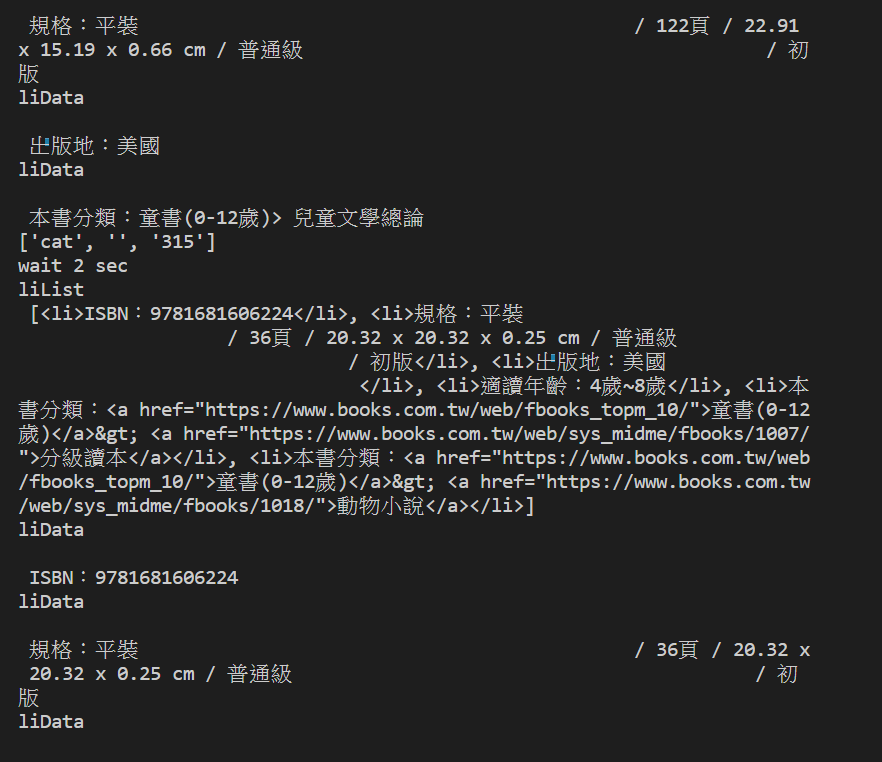 規格：平裝 / 122頁 / 22.91
x 15.19 x 0.66 cm / 普通級 / 初
版
liData
出版地：美國
liData
本書分類：童書(0-12歲)> 兒童文學總論
['cat', '', '315']
wait 2 sec
liList
[<li>ISBN：9781681606224</li>, <li>規格：平裝
/ 36頁 / 20.32 x 20.32 x 0.25 cm / 普通級
/ 初版</li>, <li>出版地：美國
</li>, <li>適讀年齡：4歲~8歲</li>, <li>本
書分類：<a href="https://www.books.com.tw/web/fbooks_topm_10/">童書(0-12
歲)</a>&gt; <a href="https://www.books.com.tw/web/sys_midme/fbooks/1007/
">分級讀本</a></li>, <li>本書分類：<a href="https://www.books.com.tw/web
/fbooks_topm_10/">童書(0-12歲)</a>&gt; <a href="https://www.books.com.tw
/web/sys_midme/fbooks/1018/">動物小說</a></li>]
liData
ISBN：9781681606224
liData
規格：平裝 / 36頁 / 20.32 x
20.32 x 0.25 cm / 普通級 / 初
版
liData